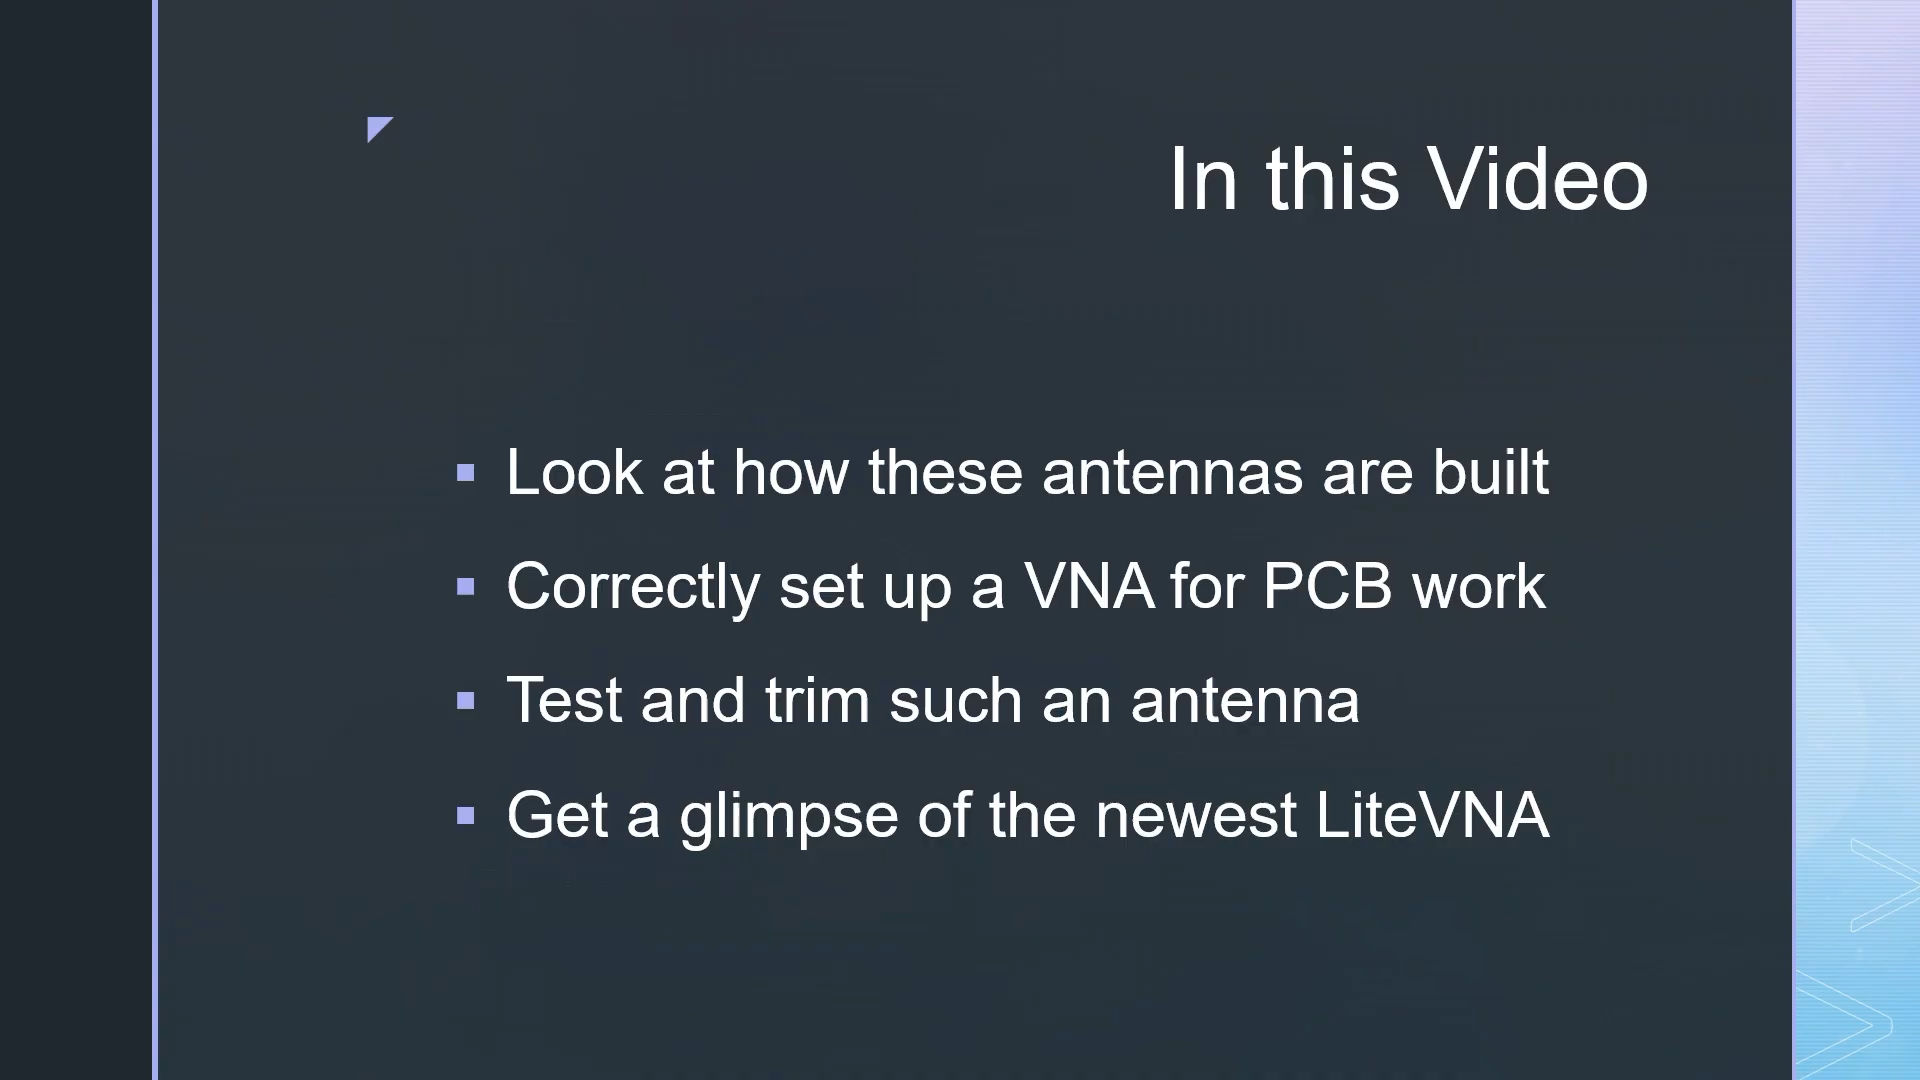 In this Video
Look at how these antennas are built
Correctly set up a VNA for PCB work
Test and trim such an antenna
Get a glimpse of the newest LiteVNA